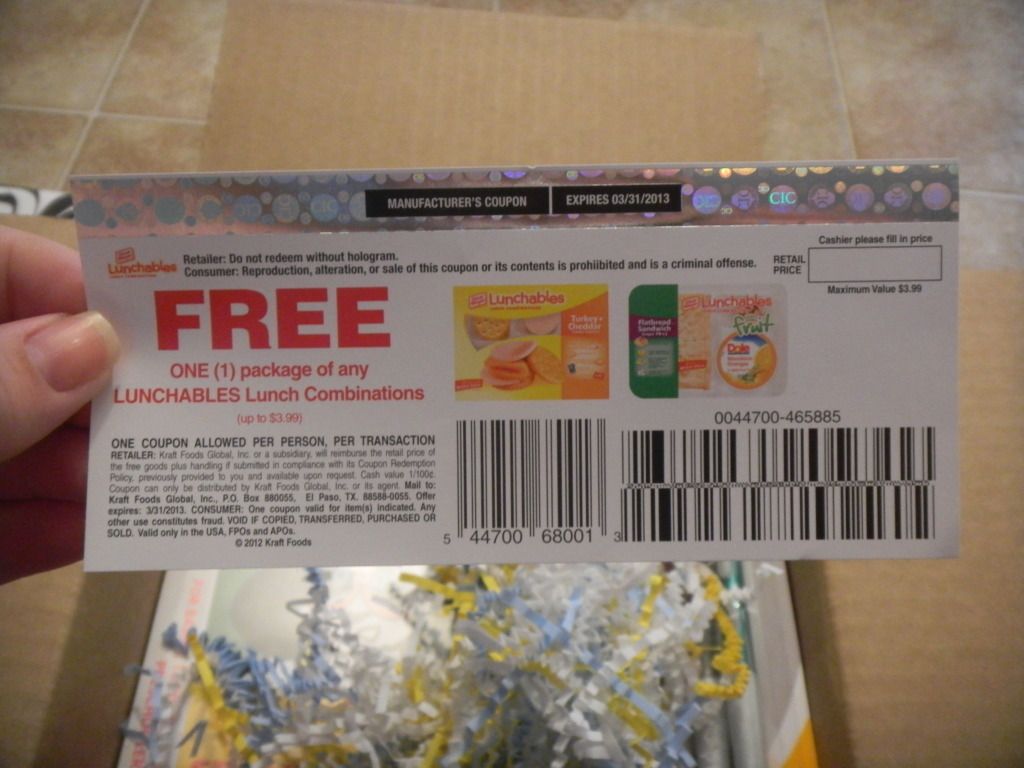 MANUFACTURER'S COUPON EXPIRES 03/31/2013
CIC
Cashier please fill in price
Lunchables
Retailer: Do not redeem without hologram.
Consumer: Reproduction, alteration, or sale of this coupon or its contents is prohiibited and is a criminal offense.
RETAIL
PRICE
Maximum Value $3.99
FREE
ONE (1) package of any
LUNCHABLES Lunch Combinations
(up to $3.99)
Lunchables
Turkey+
Cheddar
Flatbread
Sandwich
Lunchables
fruit
Dole
0044700-465885
ONE COUPON ALLOWED PER PERSON, PER TRANSACTION
RETAILER: Kraft Foods Global, Inc. or a subsidiary, will reimburse the retail price of
the free goods plus handling if submitted in compliance with its Coupon Redemption
Policy, previously provided to you and available upon request. Cash value 1/100¢.
Coupon can only be distributed by Kraft Foods Global, Inc. or its agent. Mail to:
Kraft Foods Global, Inc., P.O. Box 880055, El Paso, TX. 88588-0055. Offer
expires: 3/31/2013. CONSUMER: One coupon valid for item(s) indicated. Any
other use constitutes fraud. VOID IF COPIED, TRANSFERRED, PURCHASED OR
SOLD. Valid only in the USA, FPOs and APOs.
© 2012 Kraft Foods
5 44700 68001 3